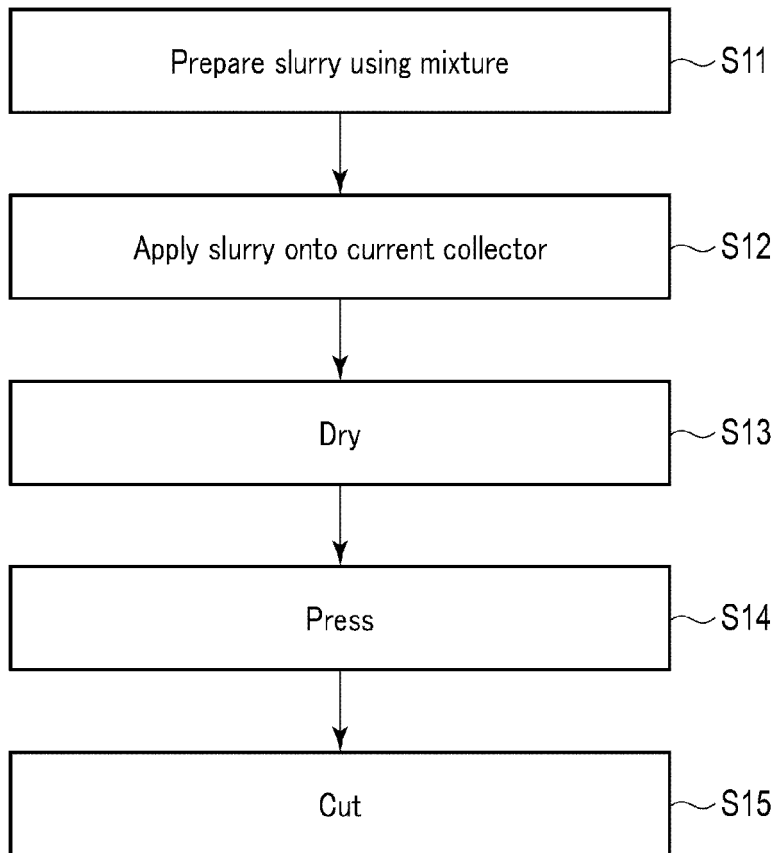 Prepare slurry using mixture
S11
Apply slurry onto current collector
S12
Dry
S13
Press
S14
Cut
S15